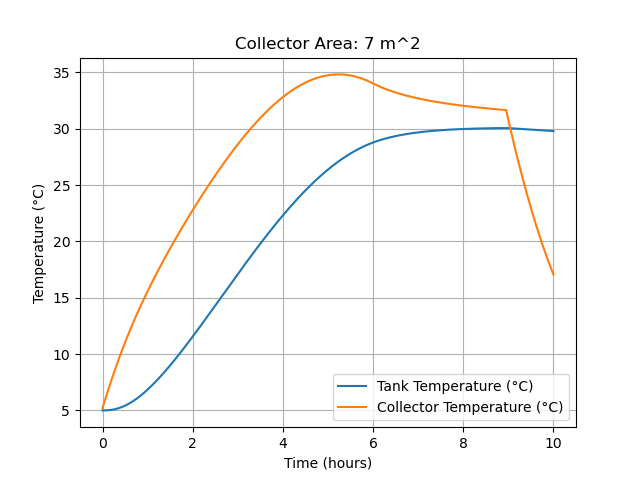 Collector Area: 7 m^2
Temperature (°C)
35
30
25
20
15
10
5
0 2 4 6 8 10
Time (hours)
Tank Temperature (°C)
Collector Temperature (°C)